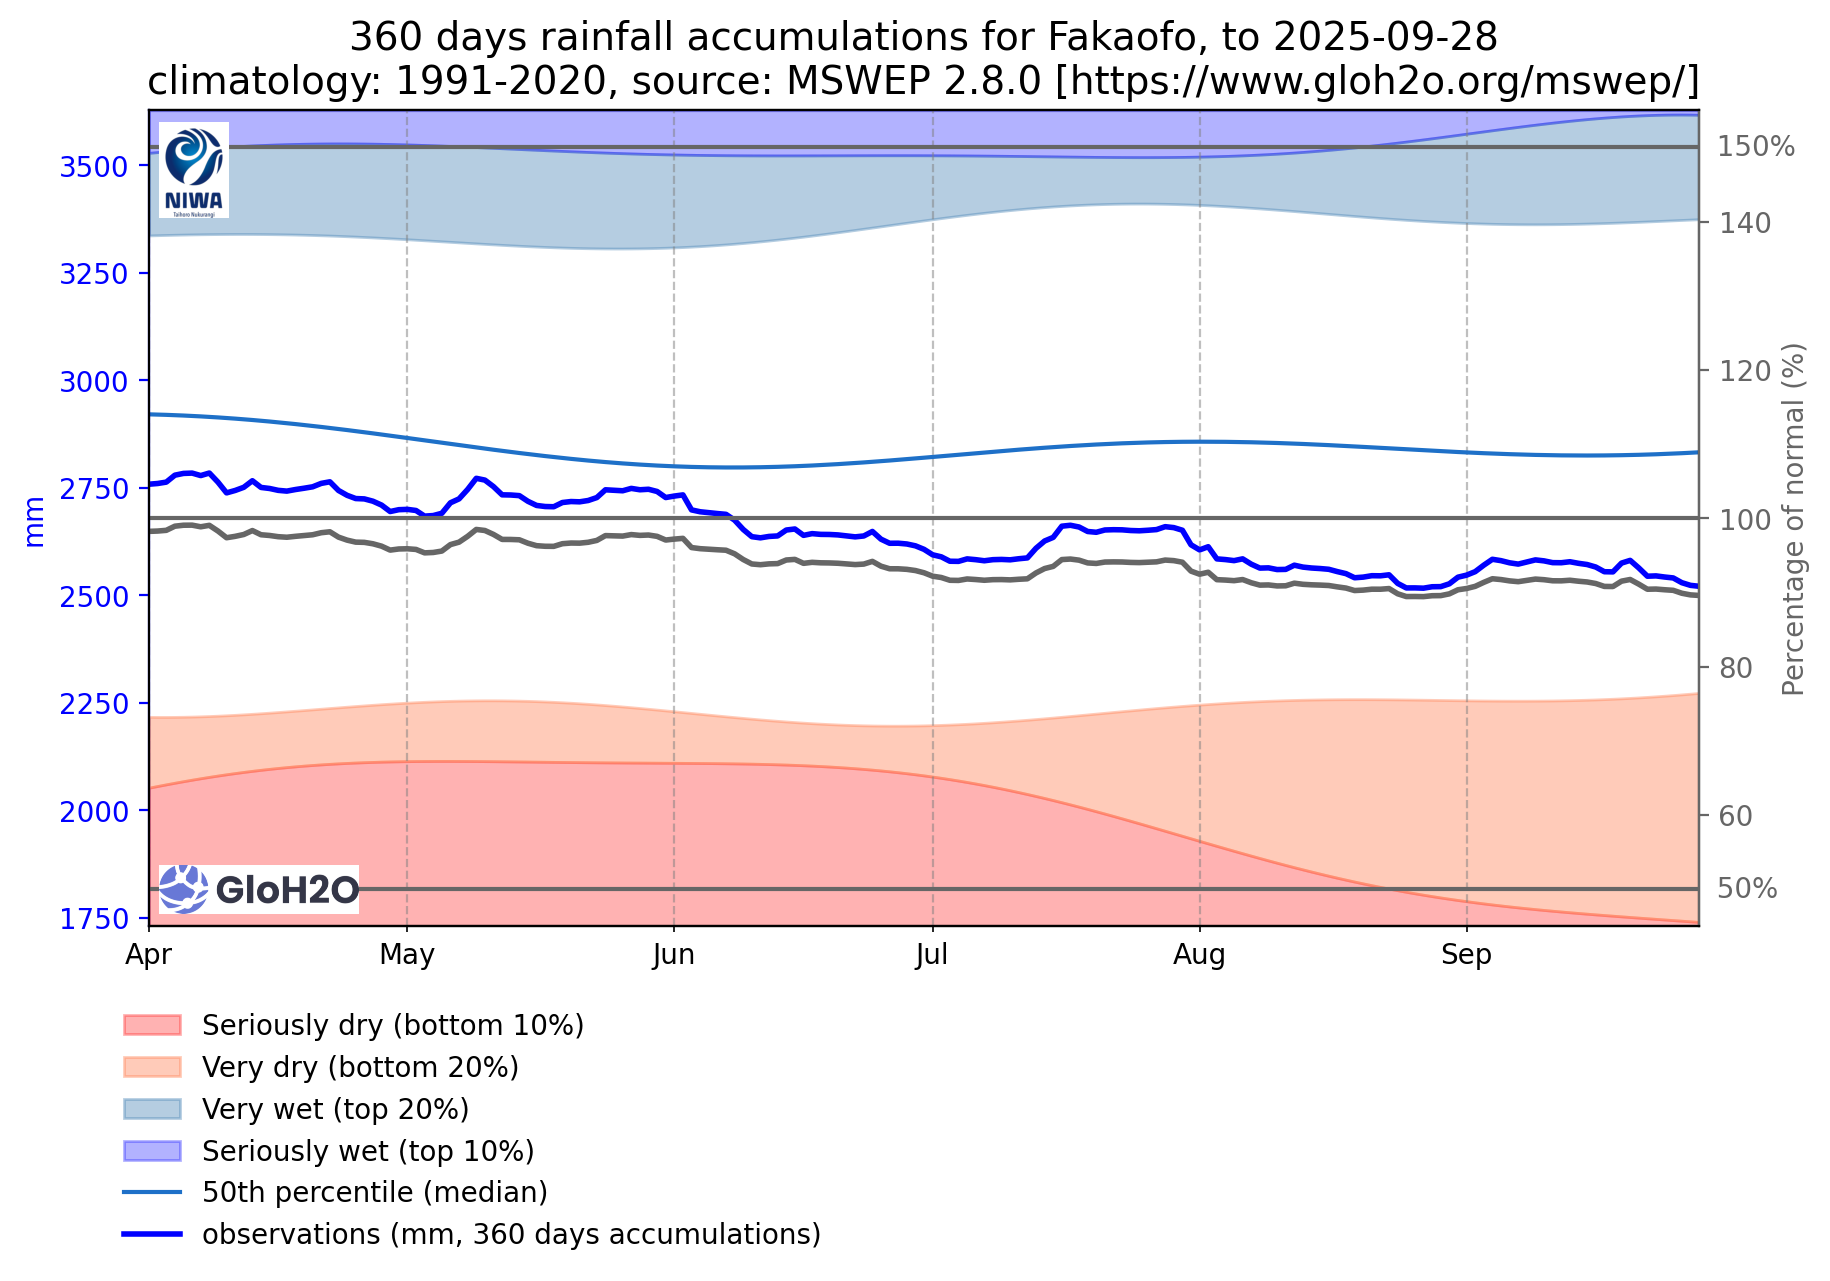 360 days rainfall accumulations for Fakaofo, to 2025-09-28
climatology: 1991-2020, source: MSWEP 2.8.0 [https://www.gloh2o.org/mswep/]
NIWA
Taihoro Nukurangi
3500
3250
3000
2750
2500
2250
2000
1750
mm
150%
140
120
100
80
60
50%
Percentage of normal (%)
GloH2O
Apr May Jun Jul Aug Sep
Seriously dry (bottom 10%)
Very dry (bottom 20%)
Very wet (top 20%)
Seriously wet (top 10%)
50th percentile (median)
observations (mm, 360 days accumulations)